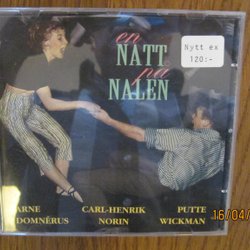 en
NATT
på
NALEN
Nytt ex
120:-
ARNE
DOMNÉRUS
CARL-HENRIK
NORIN
PUTTE
WICKMAN
16/04/